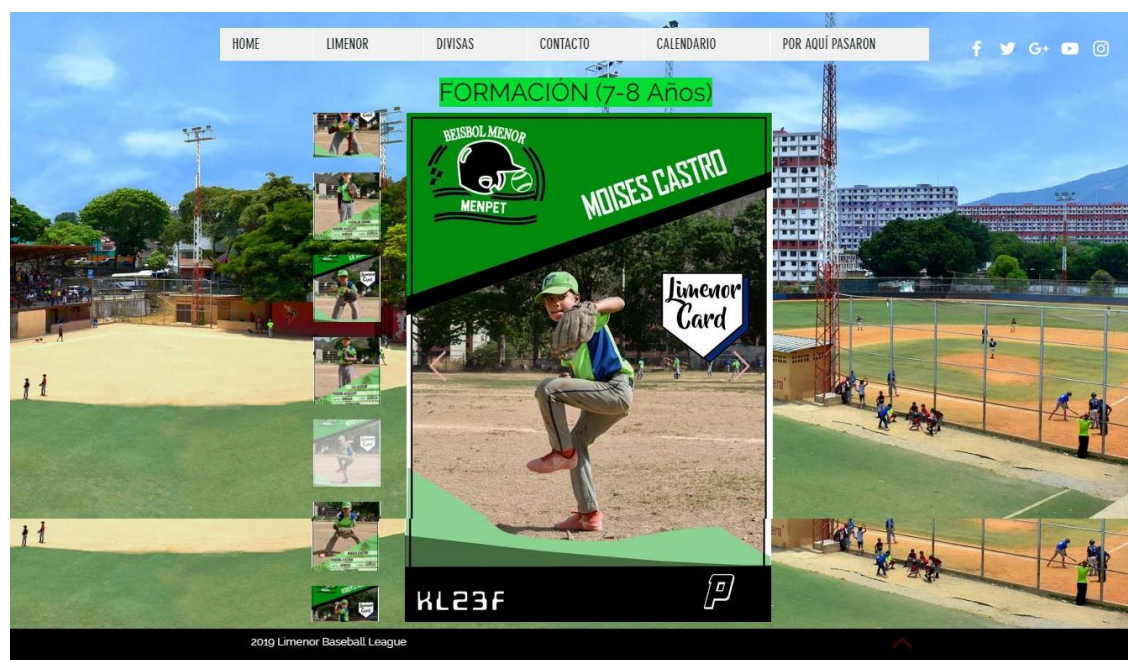 HOME
LIMENOR
DIVISAS
CONTACTO
CALENDARIO
POR AQUÍ PASARON
G+
FORMACIÓN (7-8 Años)
BEISBOL MENOR
MENPET
MOISES CASTRO
Limenor
Card
KL23F
P
2019 Limenor Baseball League